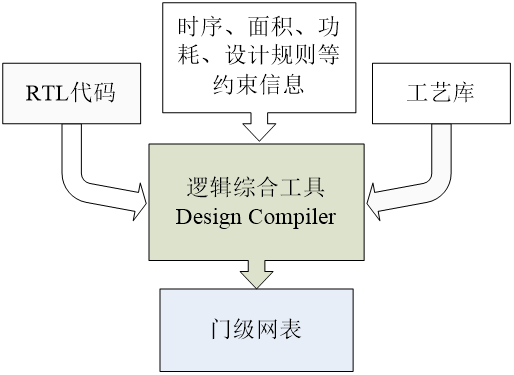 时序、面积、功
耗、设计规则等
约束信息
RTL代码
工艺库
逻辑综合工具
Design Compiler
门级网表